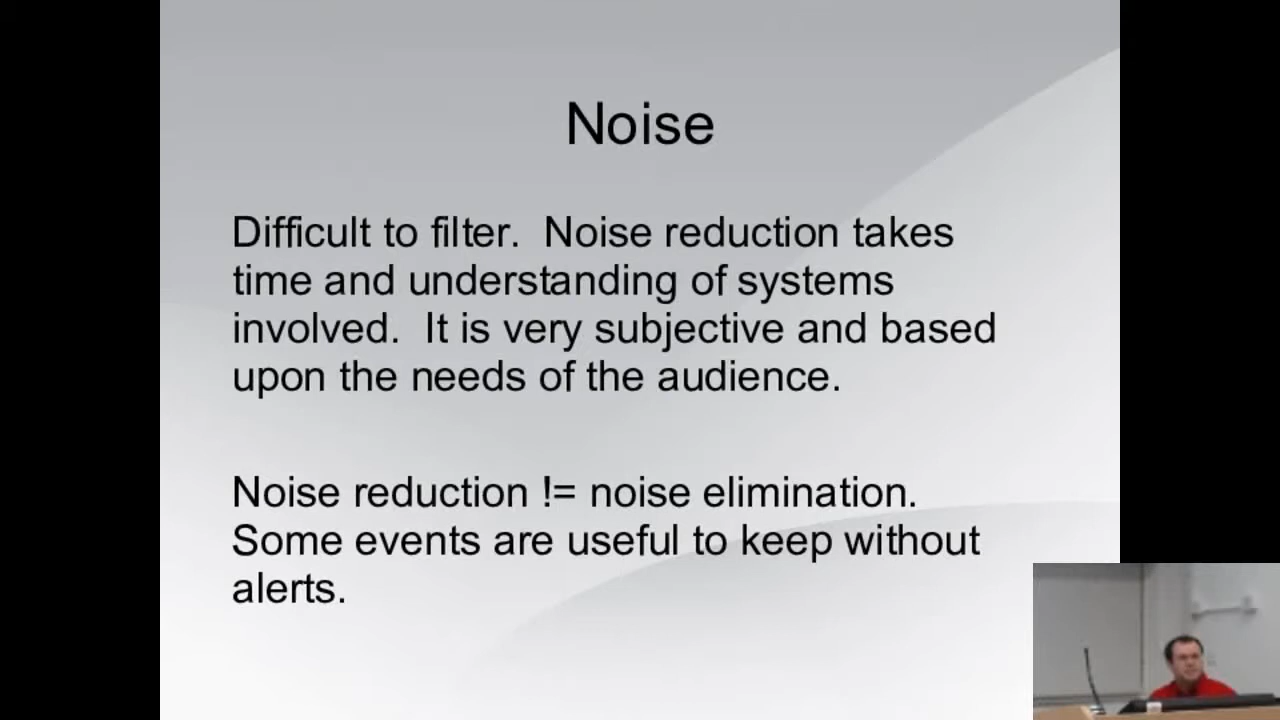 Noise
Difficult to filter.  Noise reduction takes
time and understanding of systems
involved.  It is very subjective and based
upon the needs of the audience.
Noise reduction != noise elimination.
Some events are useful to keep without
alerts.